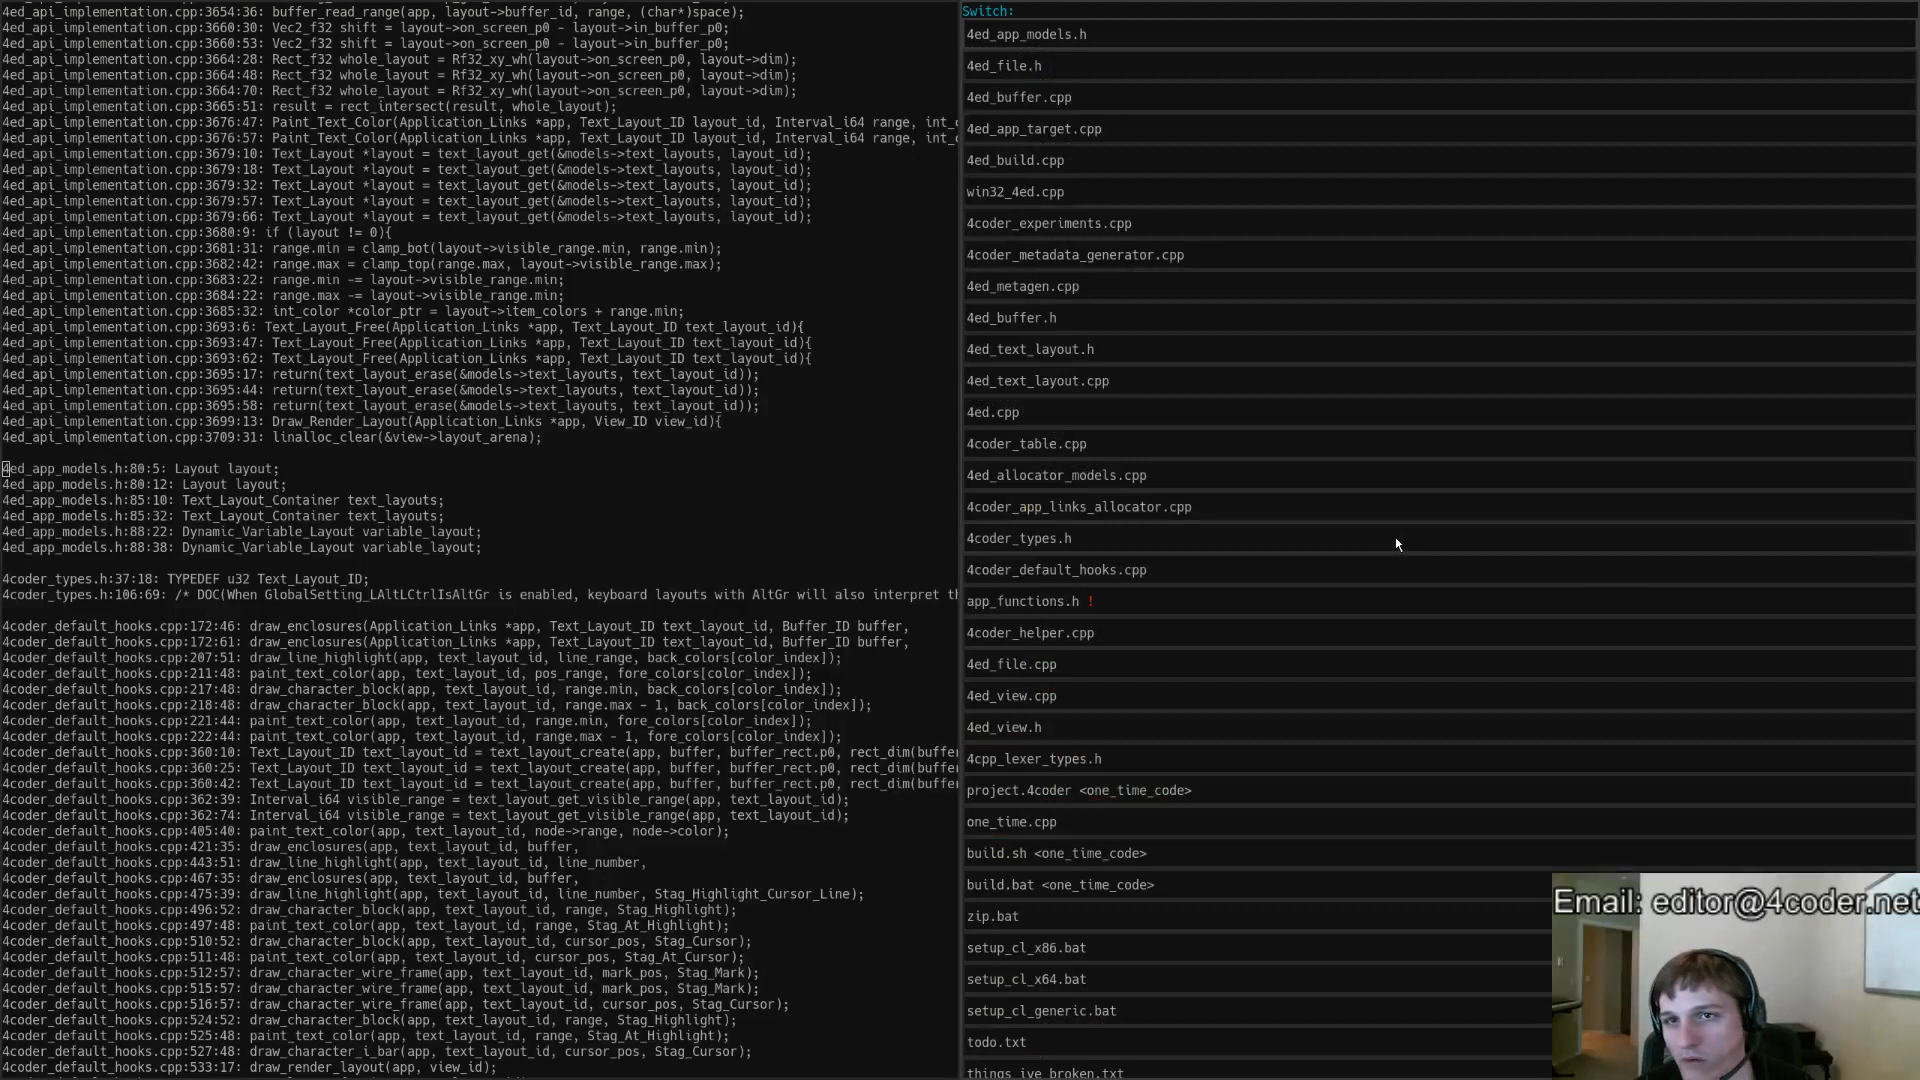 4ed_api_implementation.cpp:3654:36: buffer_read_range(app, layout->buffer_id, range, (char*)space);
4ed_api_implementation.cpp:3660:30: Vec2_f32 shift = layout->on_screen_p0 - layout->in_buffer_p0;
4ed_api_implementation.cpp:3660:53: Vec2_f32 shift = layout->on_screen_p0 - layout->in_buffer_p0;
4ed_api_implementation.cpp:3664:28: Rect_f32 whole_layout = Rf32_xy_wh(layout->on_screen_p0, layout->dim);
4ed_api_implementation.cpp:3664:48: Rect_f32 whole_layout = Rf32_xy_wh(layout->on_screen_p0, layout->dim);
4ed_api_implementation.cpp:3664:70: Rect_f32 whole_layout = Rf32_xy_wh(layout->on_screen_p0, layout->dim);
4ed_api_implementation.cpp:3665:51: result = rect_intersect(result, whole_layout);
4ed_api_implementation.cpp:3676:47: Paint_Text_Color(Application_Links *app, Text_Layout_ID layout_id, Interval_i64 range, int_c
4ed_api_implementation.cpp:3676:57: Paint_Text_Color(Application_Links *app, Text_Layout_ID layout_id, Interval_i64 range, int_c
4ed_api_implementation.cpp:3679:10: Text_Layout *layout = text_layout_get(&models->text_layouts, layout_id);
4ed_api_implementation.cpp:3679:18: Text_Layout *layout = text_layout_get(&models->text_layouts, layout_id);
4ed_api_implementation.cpp:3679:32: Text_Layout *layout = text_layout_get(&models->text_layouts, layout_id);
4ed_api_implementation.cpp:3679:57: Text_Layout *layout = text_layout_get(&models->text_layouts, layout_id);
4ed_api_implementation.cpp:3679:66: Text_Layout *layout = text_layout_get(&models->text_layouts, layout_id);
4ed_api_implementation.cpp:3680:9: if (layout != 0){
4ed_api_implementation.cpp:3681:31: range.min = clamp_bot(layout->visible_range.min, range.min);
4ed_api_implementation.cpp:3682:42: range.max = clamp_top(range.max, layout->visible_range.max);
4ed_api_implementation.cpp:3683:22: range.min -= layout->visible_range.min;
4ed_api_implementation.cpp:3684:22: range.max -= layout->visible_range.min;
4ed_api_implementation.cpp:3685:32: int_color *color_ptr = layout->item_colors + range.min;
4ed_api_implementation.cpp:3693:6: Text_Layout_Free(Application_Links *app, Text_Layout_ID text_layout_id){
4ed_api_implementation.cpp:3693:47: Text_Layout_Free(Application_Links *app, Text_Layout_ID text_layout_id){
4ed_api_implementation.cpp:3693:62: Text_Layout_Free(Application_Links *app, Text_Layout_ID text_layout_id){
4ed_api_implementation.cpp:3695:17: return(text_layout_erase(&models->text_layouts, text_layout_id));
4ed_api_implementation.cpp:3695:44: return(text_layout_erase(&models->text_layouts, text_layout_id));
4ed_api_implementation.cpp:3695:58: return(text_layout_erase(&models->text_layouts, text_layout_id));
4ed_api_implementation.cpp:3699:13: Draw_Render_Layout(Application_Links *app, View_ID view_id){
4ed_api_implementation.cpp:3709:31: linalloc_clear(&view->layout_arena);
4ed_app_models.h:80:5: Layout layout;
4ed_app_models.h:80:12: Layout layout;
4ed_app_models.h:85:10: Text_Layout_Container text_layouts;
4ed_app_models.h:85:32: Text_Layout_Container text_layouts;
4ed_app_models.h:88:22: Dynamic_Variable_Layout variable_layout;
4ed_app_models.h:88:38: Dynamic_Variable_Layout variable_layout;
4coder_types.h:37:18: TYPEDEF u32 Text_Layout_ID;
4coder_types.h:106:69: /* DOC(When GlobalSetting_LAltLCtrlIsAltGr is enabled, keyboard layouts with AltGr will also interpret th
4coder_default_hooks.cpp:172:46: draw_enclosures(Application_Links *app, Text_Layout_ID text_layout_id, Buffer_ID buffer,
4coder_default_hooks.cpp:172:61: draw_enclosures(Application_Links *app, Text_Layout_ID text_layout_id, Buffer_ID buffer,
4coder_default_hooks.cpp:207:51: draw_line_highlight(app, text_layout_id, line_range, back_colors[color_index]);
4coder_default_hooks.cpp:211:48: paint_text_color(app, text_layout_id, pos_range, fore_colors[color_index]);
4coder_default_hooks.cpp:217:48: draw_character_block(app, text_layout_id, range.min, back_colors[color_index]);
4coder_default_hooks.cpp:218:48: draw_character_block(app, text_layout_id, range.max - 1, back_colors[color_index]);
4coder_default_hooks.cpp:221:44: paint_text_color(app, text_layout_id, range.min, fore_colors[color_index]);
4coder_default_hooks.cpp:222:44: paint_text_color(app, text_layout_id, range.max - 1, fore_colors[color_index]);
4coder_default_hooks.cpp:360:10: Text_Layout_ID text_layout_id = text_layout_create(app, buffer, buffer_rect.p0, rect_dim(buffer
4coder_default_hooks.cpp:360:25: Text_Layout_ID text_layout_id = text_layout_create(app, buffer, buffer_rect.p0, rect_dim(buffer
4coder_default_hooks.cpp:360:42: Text_Layout_ID text_layout_id = text_layout_create(app, buffer, buffer_rect.p0, rect_dim(buffer
4coder_default_hooks.cpp:362:39: Interval_i64 visible_range = text_layout_get_visible_range(app, text_layout_id);
4coder_default_hooks.cpp:362:74: Interval_i64 visible_range = text_layout_get_visible_range(app, text_layout_id);
4coder_default_hooks.cpp:405:40: paint_text_color(app, text_layout_id, node->range, node->color);
4coder_default_hooks.cpp:421:35: draw_enclosures(app, text_layout_id, buffer,
4coder_default_hooks.cpp:443:51: draw_line_highlight(app, text_layout_id, line_number,
4coder_default_hooks.cpp:467:35: draw_enclosures(app, text_layout_id, buffer,
4coder_default_hooks.cpp:475:39: draw_line_highlight(app, text_layout_id, line_number, Stag_Highlight_Cursor_Line);
4coder_default_hooks.cpp:496:52: draw_character_block(app, text_layout_id, range, Stag_Highlight);
4coder_default_hooks.cpp:497:48: paint_text_color(app, text_layout_id, range, Stag_At_Highlight);
4coder_default_hooks.cpp:510:52: draw_character_block(app, text_layout_id, cursor_pos, Stag_Cursor);
4coder_default_hooks.cpp:511:48: paint_text_color(app, text_layout_id, cursor_pos, Stag_At_Cursor);
4coder_default_hooks.cpp:512:57: draw_character_wire_frame(app, text_layout_id, mark_pos, Stag_Mark);
4coder_default_hooks.cpp:515:57: draw_character_wire_frame(app, text_layout_id, mark_pos, Stag_Mark);
4coder_default_hooks.cpp:516:57: draw_character_wire_frame(app, text_layout_id, cursor_pos, Stag_Cursor);
4coder_default_hooks.cpp:524:52: draw_character_block(app, text_layout_id, range, Stag_Highlight);
4coder_default_hooks.cpp:525:48: paint_text_color(app, text_layout_id, range, Stag_At_Highlight);
4coder_default_hooks.cpp:527:48: draw_character_i_bar(app, text_layout_id, cursor_pos, Stag_Cursor);
4coder_default_hooks.cpp:533:17: draw_render_layout(app, view_id);
Switch:
4ed_app_models.h
4ed_file.h
4ed_buffer.cpp
4ed_app_target.cpp
4ed_build.cpp
win32_4ed.cpp
4coder_experiments.cpp
4coder_metadata_generator.cpp
4ed_metagen.cpp
4ed_buffer.h
4ed_text_layout.h
4ed_text_layout.cpp
4ed.cpp
4coder_table.cpp
4ed_allocator_models.cpp
4coder_app_links_allocator.cpp
4coder_types.h
4coder_default_hooks.cpp
app_functions.h !
4coder_helper.cpp
4ed_file.cpp
4ed_view.cpp
4ed_view.h
4cpp_lexer_types.h
project.4coder <one_time_code>
one_time.cpp
build.sh <one_time_code>
build.bat <one_time_code>
zip.bat
setup_cl_x86.bat
setup_cl_x64.bat
setup_cl_generic.bat
todo.txt
things_ive_broken.txt
Email: editor@4coder.net